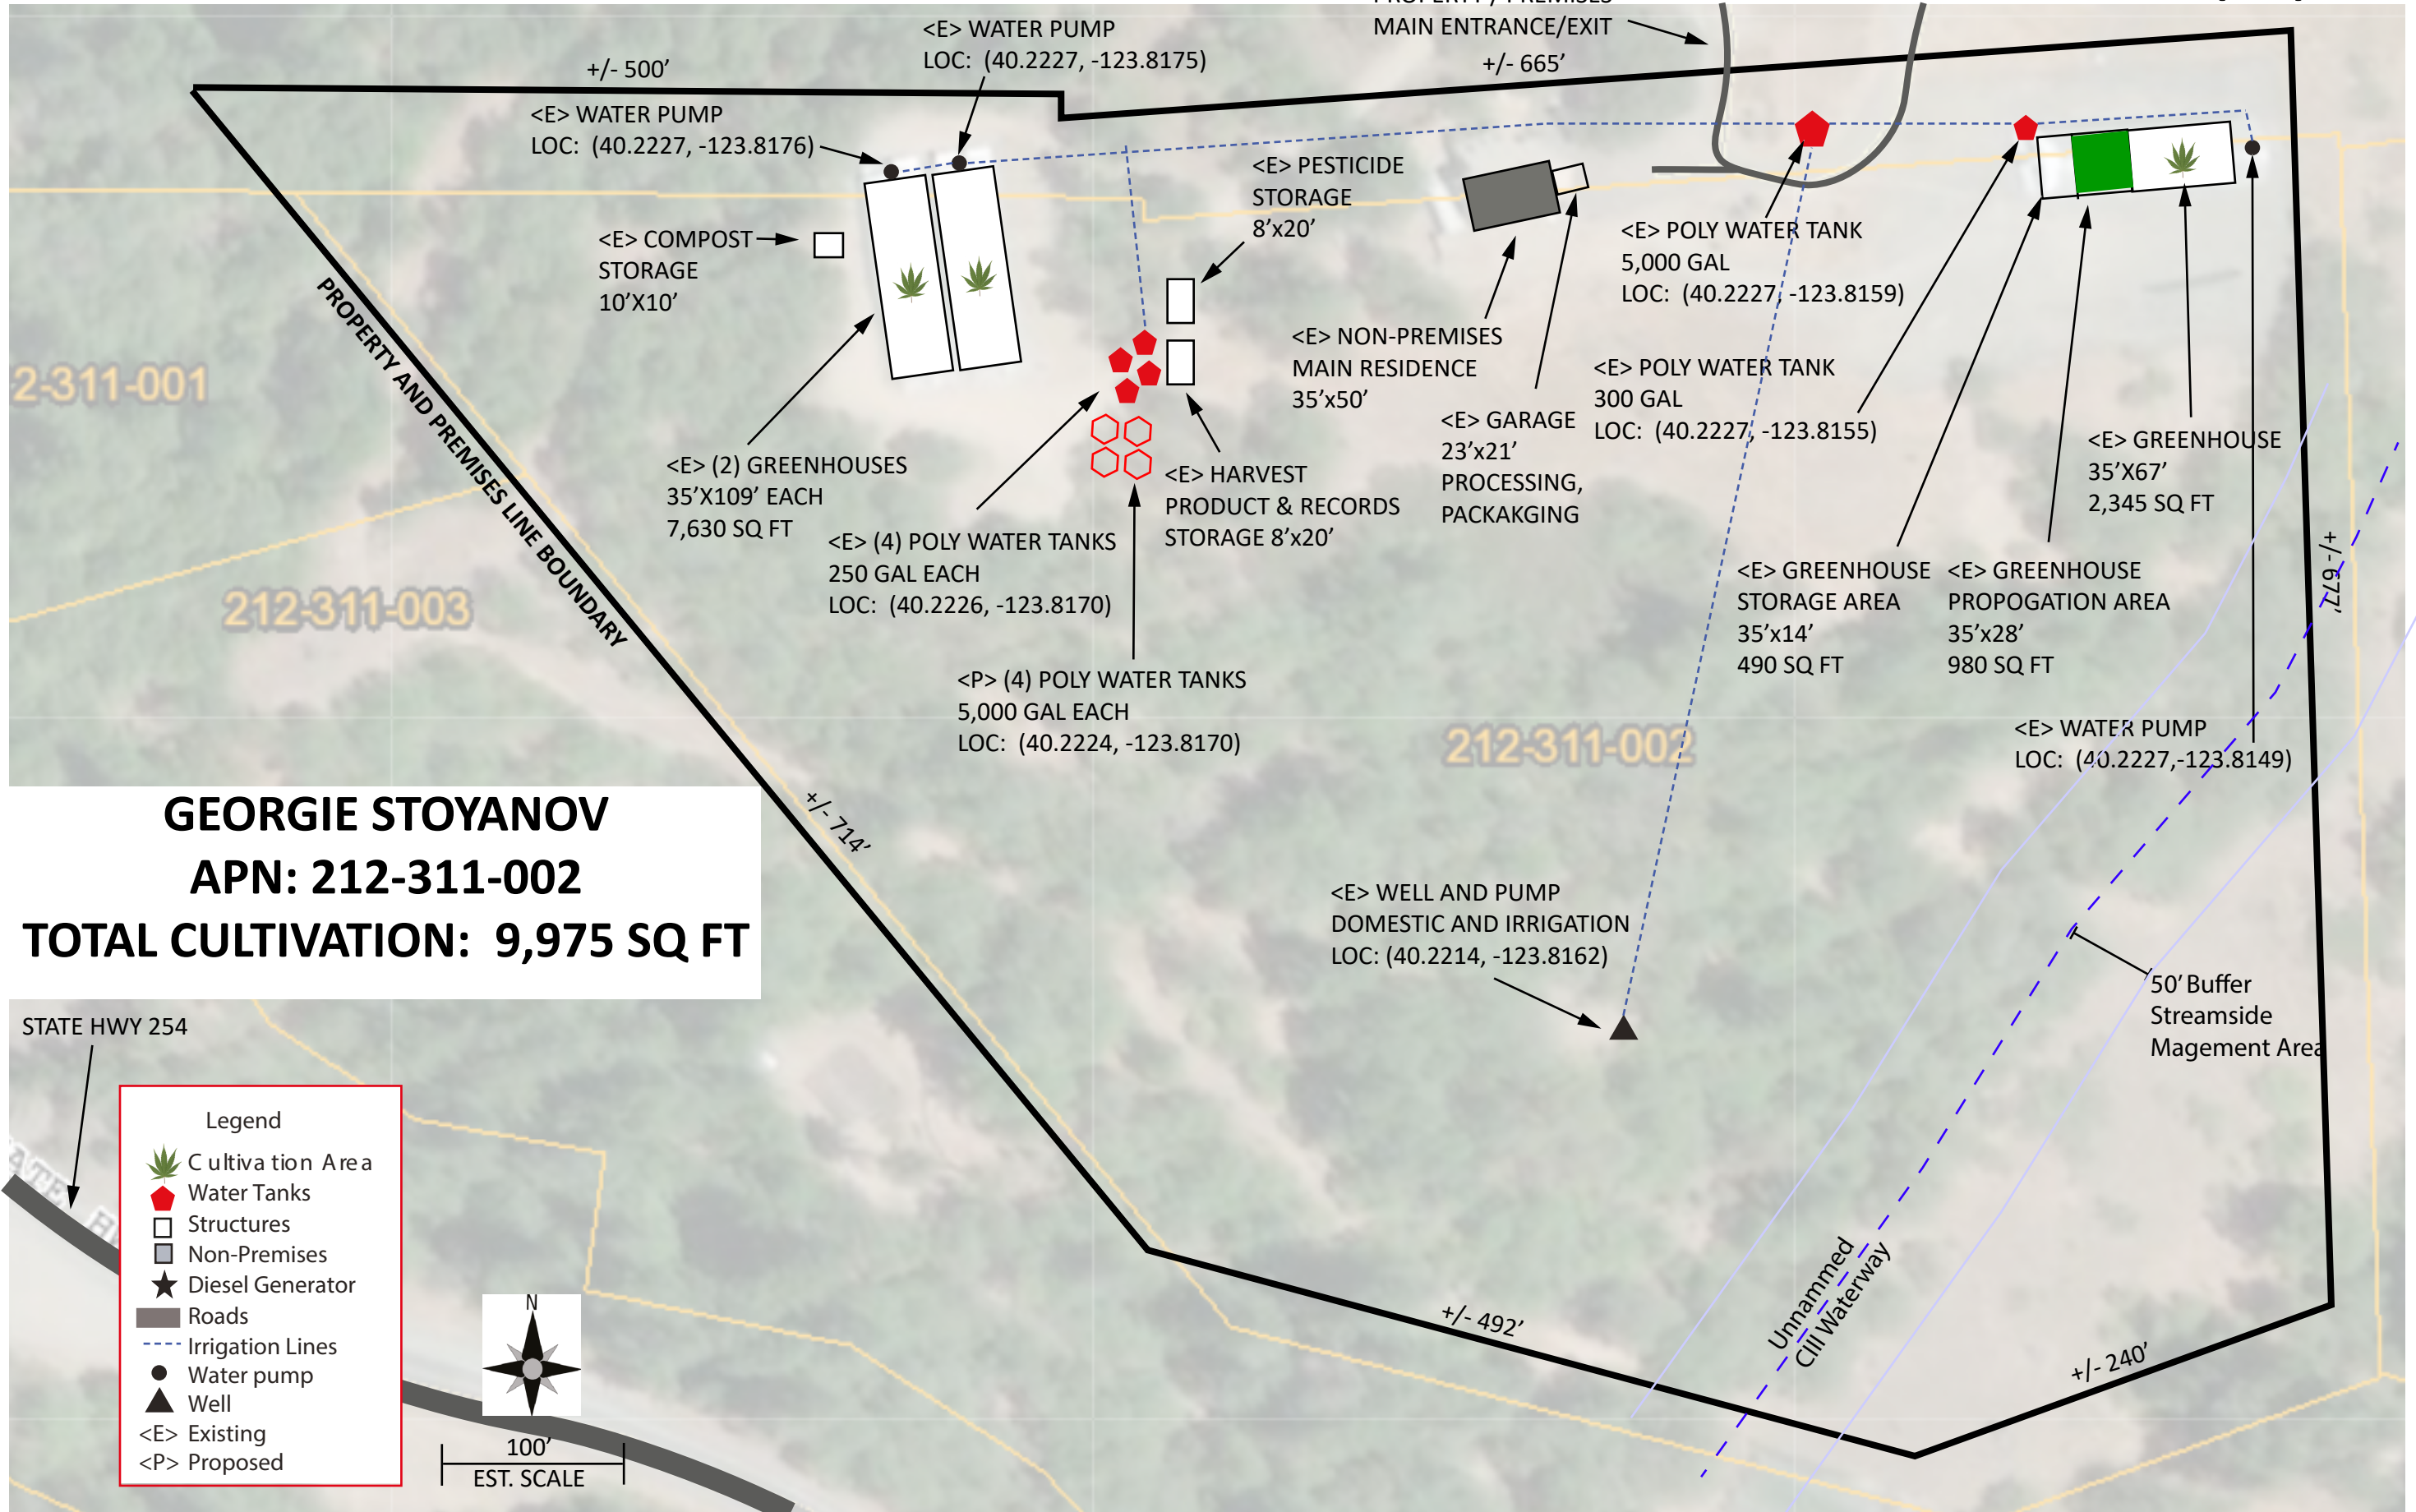 PROPERTY / PREMISES
MAIN ENTRANCE/EXIT
+/- 665’
<E> WATER PUMP
LOC:  (40.2227, -123.8175)
+/- 500’
<E> WATER PUMP
LOC:  (40.2227, -123.8176)
<E> PESTICIDE
STORAGE
8’x20’
<E> COMPOST
STORAGE
10’X10’
<E> POLY WATER TANK
5,000 GAL
LOC:  (40.2227, -123.8159)
<E> NON-PREMISES
MAIN RESIDENCE
35’x50’
<E> POLY WATER TANK
300 GAL
LOC:  (40.2227, -123.8155)
<E> GARAGE
23’x21’
PROCESSING,
PACKAKGING
<E> GREENHOUSE
35’X67’
2,345 SQ FT
2-311-001
PROPERTY AND PREMISES LINE BOUNDARY
<E> (2) GREENHOUSES
35’X109’ EACH
7,630 SQ FT
<E> HARVEST
PRODUCT & RECORDS
STORAGE 8’x20’
<E> (4) POLY WATER TANKS
250 GAL EACH
LOC:  (40.2226, -123.8170)
<E> GREENHOUSE
STORAGE AREA
35’x14’
490 SQ FT
<E> GREENHOUSE
PROPOGATION AREA
35’x28’
980 SQ FT
+/- 677’
212-311-003
<P> (4) POLY WATER TANKS
5,000 GAL EACH
LOC:  (40.2224, -123.8170)
212-311-002
<E> WATER PUMP
LOC:  (40.2227,-123.8149)
GEORGIE STOYANOV
APN: 212-311-002
TOTAL CULTIVATION:  9,975 SQ FT
+/- 714’
<E> WELL AND PUMP
DOMESTIC AND IRRIGATION
LOC: (40.2214, -123.8162)
50’ Buffer
Streamside
Magement Area
STATE HWY 254
Legend
Cultivation Area
Water Tanks
Structures
Non-Premises
Diesel Generator
Roads
Irrigation Lines
Water pump
Well
<E> Existing
<P> Proposed
N
100’
EST. SCALE
+/- 492’
Unnammed
CIII Waterway
+/- 240’